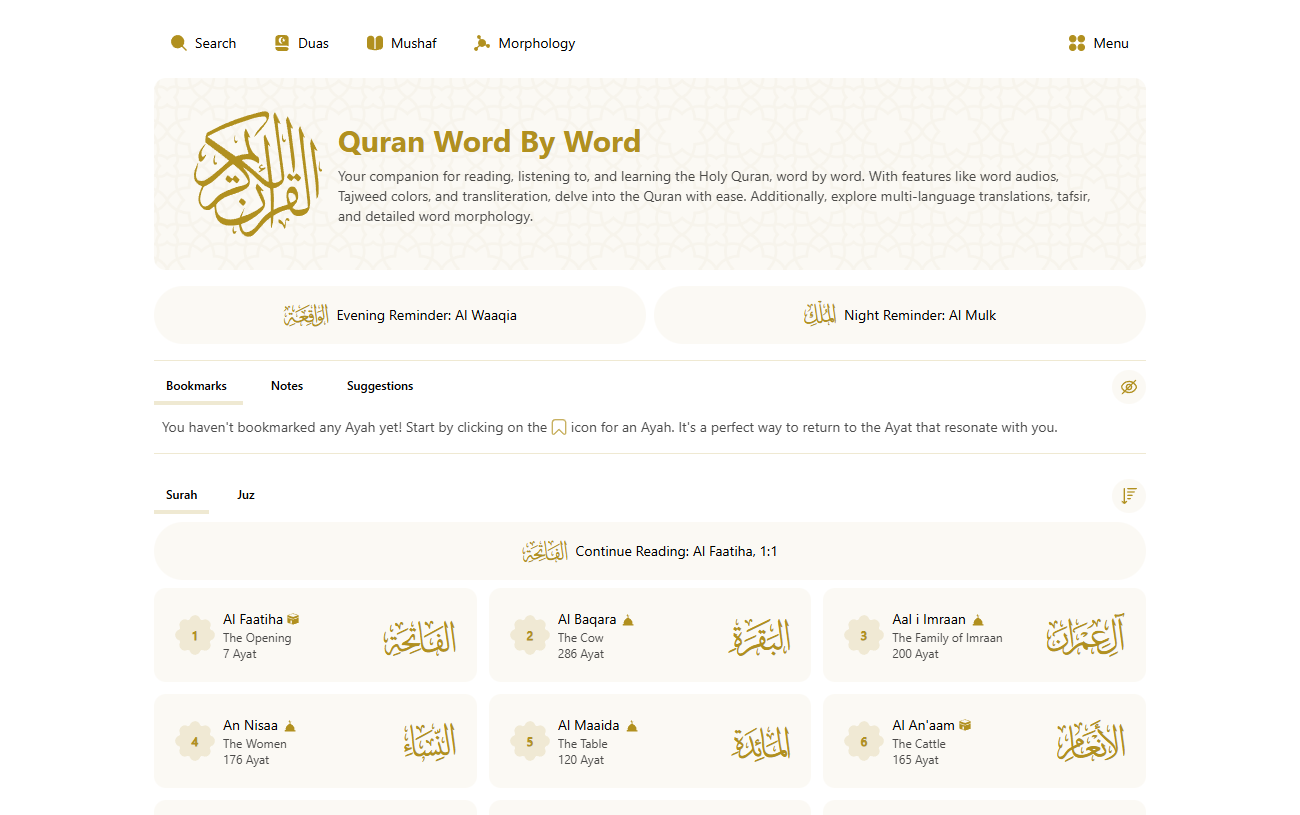 Search Duas Mushaf Morphology Menu
القرآن الكريم
Quran Word By Word
Your companion for reading, listening to, and learning the Holy Quran, word by word. With features like word audios,
Tajweed colors, and transliteration, delve into the Quran with ease. Additionally, explore multi-language translations, tafsir,
and detailed word morphology.
الواقعة Evening Reminder: Al Waaqia
الملك Night Reminder: Al Mulk
Bookmarks Notes Suggestions
You haven't bookmarked any Ayah yet! Start by clicking on the icon for an Ayah. It's a perfect way to return to the Ayat that resonate with you.
Surah Juz
الفاتحة Continue Reading: Al Faatiha, 1:1
1
Al Faatiha
The Opening
7 Ayat
الفاتحة
2
Al Baqara
The Cow
286 Ayat
البقرة
3
Aal i Imraan
The Family of Imraan
200 Ayat
آل عمران
4
An Nisaa
The Women
176 Ayat
النساء
5
Al Maaida
The Table
120 Ayat
المائدة
6
Al An'aam
The Cattle
165 Ayat
الأنعام